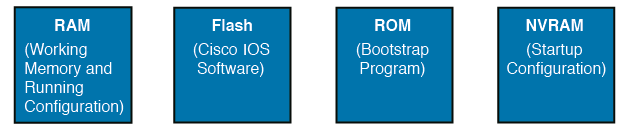 RAM
(Working
Memory and
Running
Configuration)
Flash
(Cisco IOS
Software)
ROM
(Bootstrap
Program)
NVRAM
(Startup
Configuration)